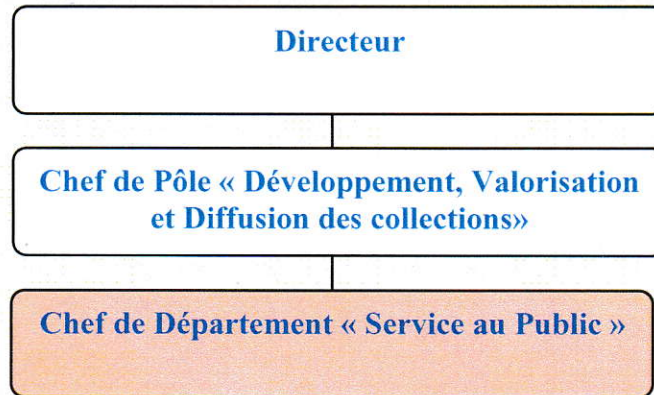 Directeur
Chef de Pôle « Développement, Valorisation
et Diffusion des collections»
Chef de Département « Service au Public »